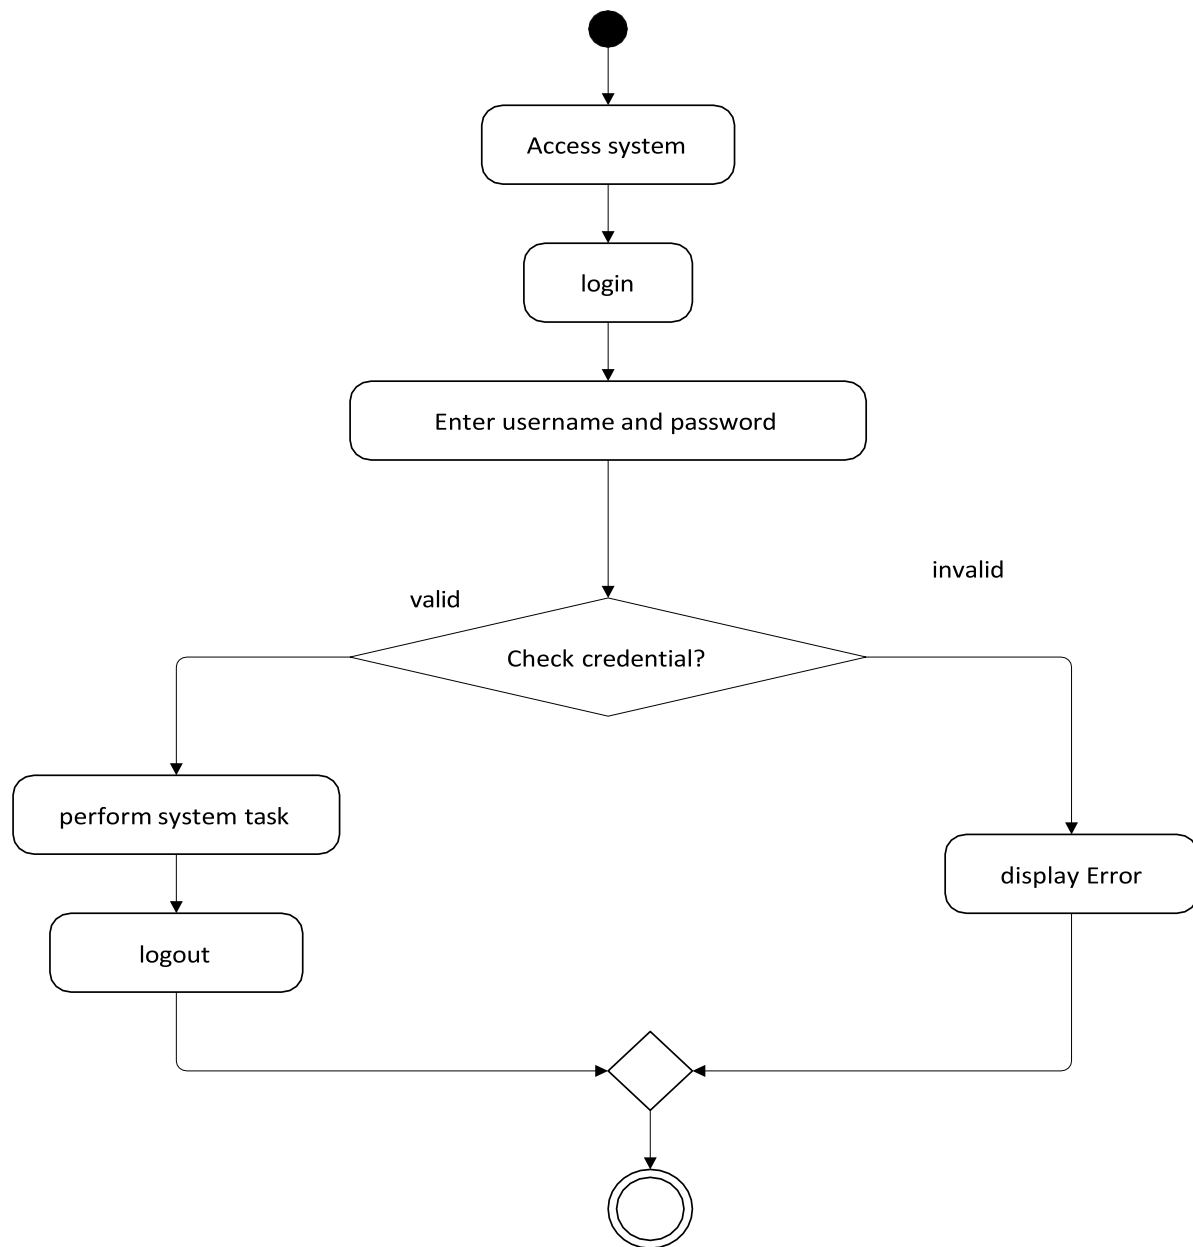 Access system
login
Enter username and password
invalid
valid
Check credential?
perform system task
display Error
logout